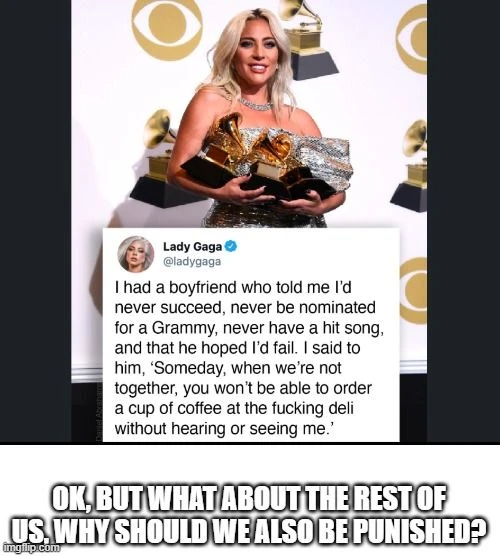 Lady Gaga
@ladygaga
I had a boyfriend who told me I'd
never succeed, never be nominated
for a Grammy, never have a hit song,
and that he hoped I'd fail. I said to
him, ‘Someday, when we're not
together, you won't be able to order
a cup of coffee at the fucking deli
without hearing or seeing me.’
OK, BUT WHAT ABOUT THE REST OF
US, WHY SHOULD WE ALSO BE PUNISHED?
imgflip.com